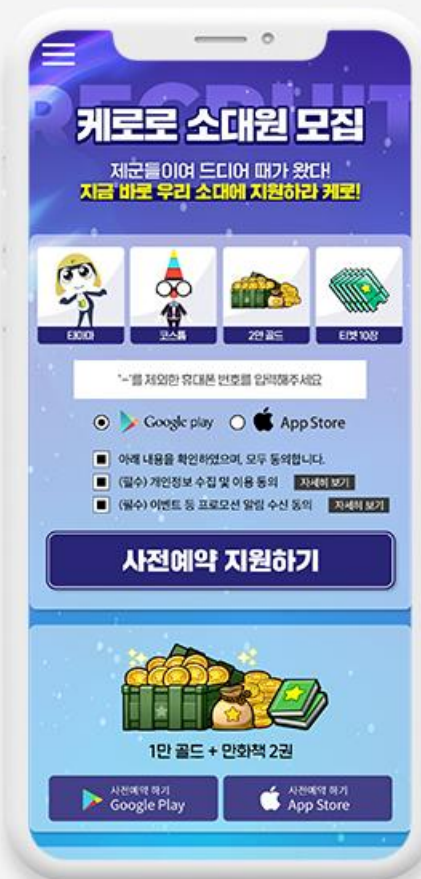 RECRUIT
케로로 소대원 모집
제군들이여 드디어 때가 왔다!
지금 바로 우리 소대에 지원하라 케로!
타마마
코스튬
2만 골드
티켓 10장
"-"를 제외한 휴대폰 번호를 입력해주세요
Google play
App Store
아래 내용을 확인하였으며, 모두 동의합니다.
(필수) 개인정보 수집 및 이용 동의 자세히 보기
(필수) 이벤트 등 프로모션 알림 수신 동의 자세히 보기
사전예약 지원하기
1만 골드 + 만화책 2권
사전예약 하기
Google Play
사전예약 하기
App Store